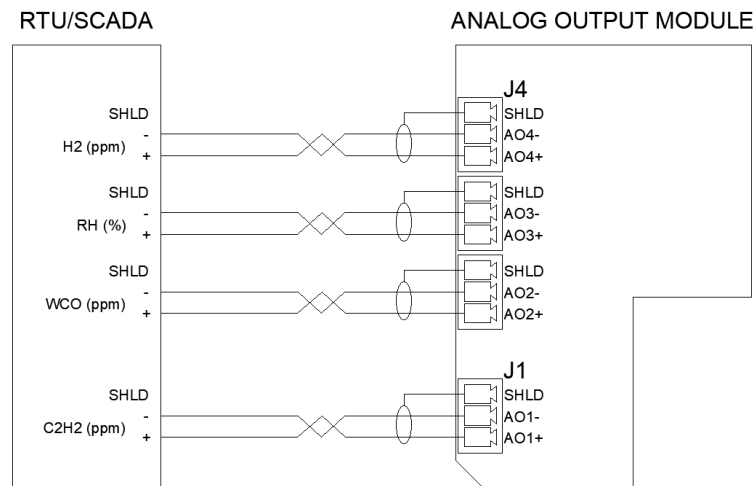 RTU/SCADA
ANALOG OUTPUT MODULE
J4
SHLD
SHLD
-
AO4-
H2 (ppm)
+
AO4+
SHLD
SHLD
-
AO3-
RH (%)
+
AO3+
SHLD
SHLD
-
AO2-
WCO (ppm)
+
AO2+
J1
SHLD
SHLD
-
AO1-
C2H2 (ppm)
+
AO1+